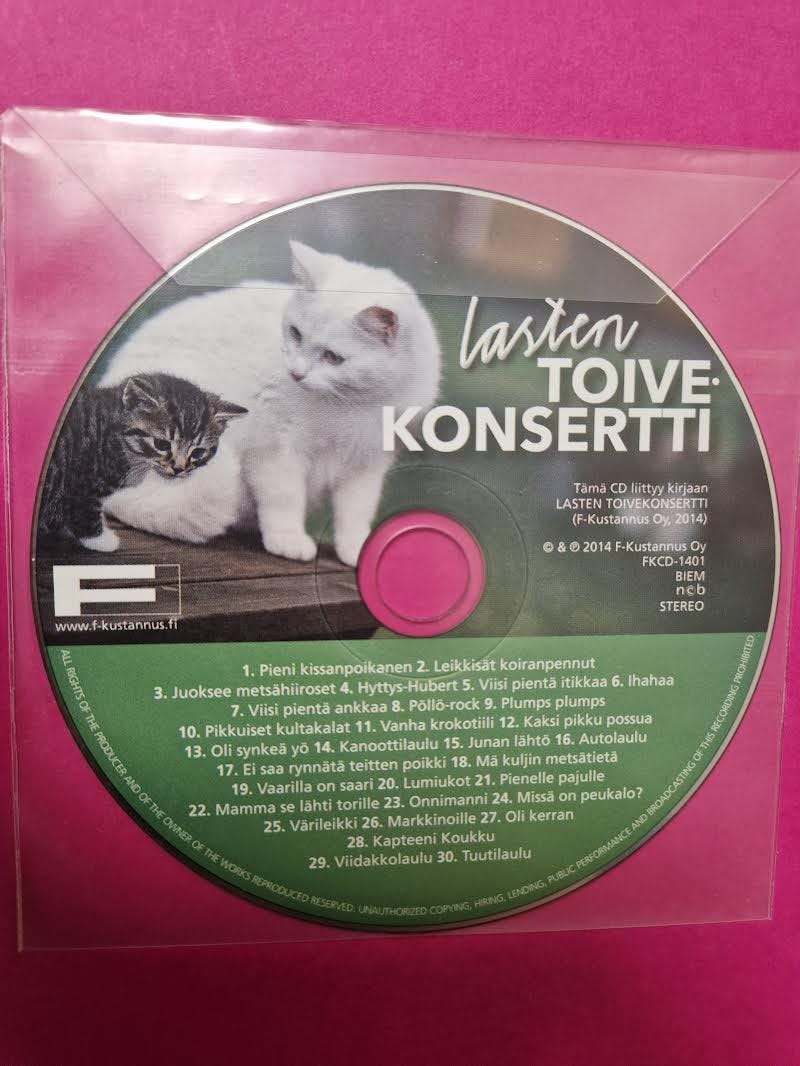 lasten
TOIVE-
KONSERTTI
Tämä CD liittyy kirjaan
LASTEN TOIVEKONSERTTI
(F-Kustannus Oy, 2014)
© & ℗ 2014 F-Kustannus Oy
FKCD-1401
BIEM
n©b
STEREO
F
www.f-kustannus.fi
1. Pieni kissanpoikanen 2. Leikkisät koiranpennut
3. Juoksee metsähiiroset 4. Hyttys-Hubert 5. Viisi pientä itikkaa 6. Ihahaa
7. Viisi pientä ankkaa 8. Pöllö-rock 9. Plumps plumps
10. Pikkuiset kultakalat 11. Vanha krokotiili 12. Kaksi pikku possua
13. Oli synkeä yö 14. Kanoottilaulu 15. Junan lähtö 16. Autolaulu
17. Ei saa rynnätä teitten poikki 18. Mä kuljin metsätietä
19. Vaarilla on saari 20. Lumiukot 21. Pienelle pajulle
22. Mamma se lähti torille 23. Onnimanni 24. Missä on peukalo?
25. Värileikki 26. Markkinoille 27. Oli kerran
28. Kapteeni Koukku
29. Viidakkolaulu 30. Tuutilaulu
ALL RIGHTS OF THE PRODUCER AND OF THE OWNER OF THE WORKS REPRODUCED RESERVED. UNAUTHORIZED COPYING, HIRING, LENDING, PUBLIC PERFORMANCE AND BROADCASTING OF THIS RECORDING PROHIBITED